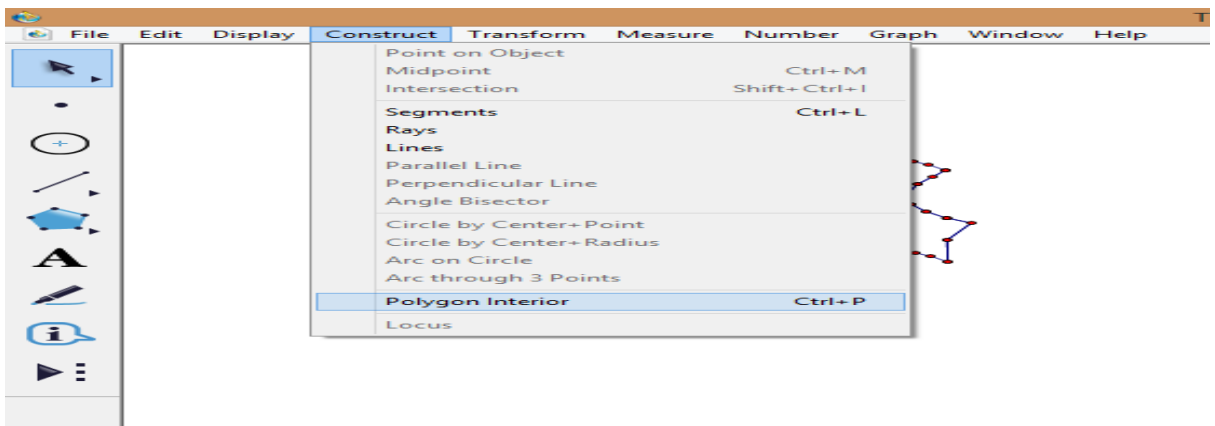 T
File Edit Display Construct Transform Measure Number Graph Window Help
Point on Object
Midpoint Ctrl+M
Intersection Shift+Ctrl+I
Segments Ctrl+L
Rays
Lines
Parallel Line
Perpendicular Line
Angle Bisector
Circle by Center+Point
Circle by Center+Radius
Arc on Circle
Arc through 3 Points
Polygon Interior Ctrl+P
Locus
A
i